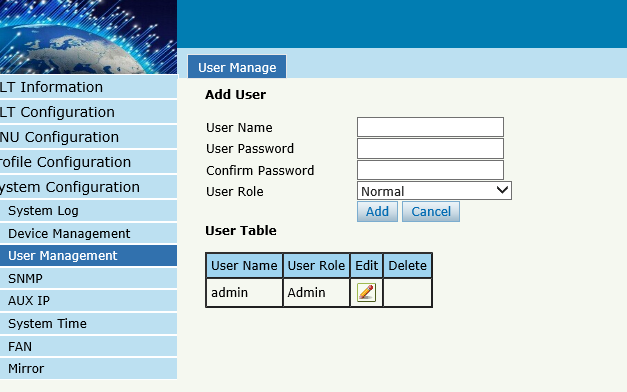 LT Information
LT Configuration
NU Configuration
rofile Configuration
ystem Configuration
System Log
Device Management
User Management
SNMP
AUX IP
System Time
FAN
Mirror
User Manage
Add User
User Name
User Password
Confirm Password
User Role Normal
Add Cancel
User Table
User Name User Role Edit Delete
admin Admin